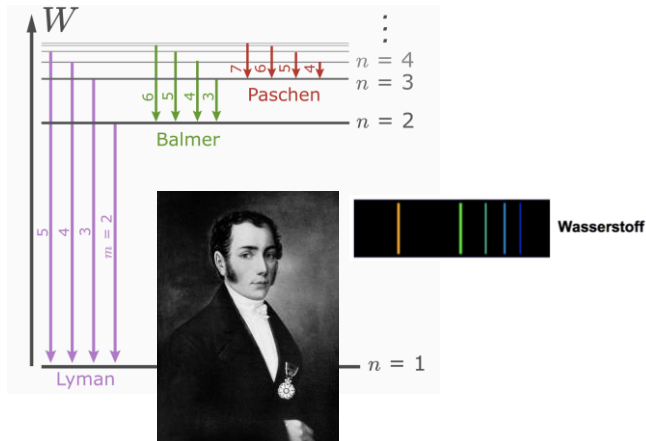 W
⋮
n = 4
n = 3
7 6 5 4
Paschen
6 5 4 3
n = 2
Balmer
Wasserstoff
5 4 3 m = 2
n = 1
Lyman